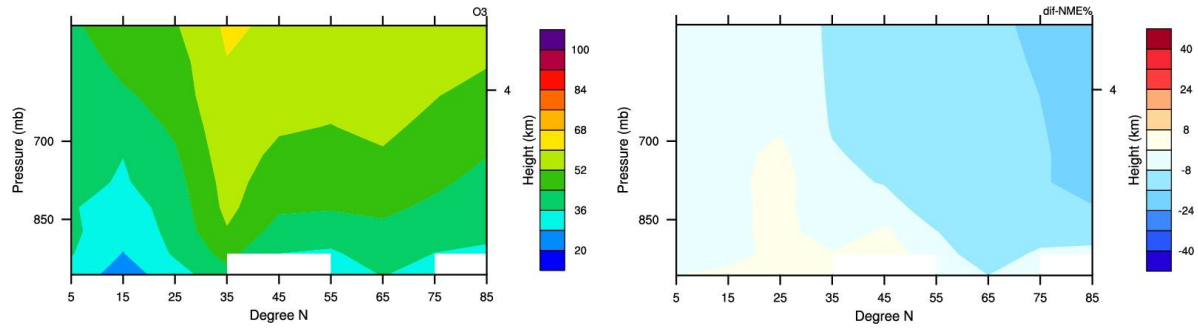 O3
Pressure (mb)
700
850
5 15 25 35 45 55 65 75 85
Degree N
4
Height (km)
100
84
68
52
36
20
dif-NME%
Pressure (mb)
700
850
5 15 25 35 45 55 65 75 85
Degree N
4
Height (km)
40
24
8
-8
-24
-40